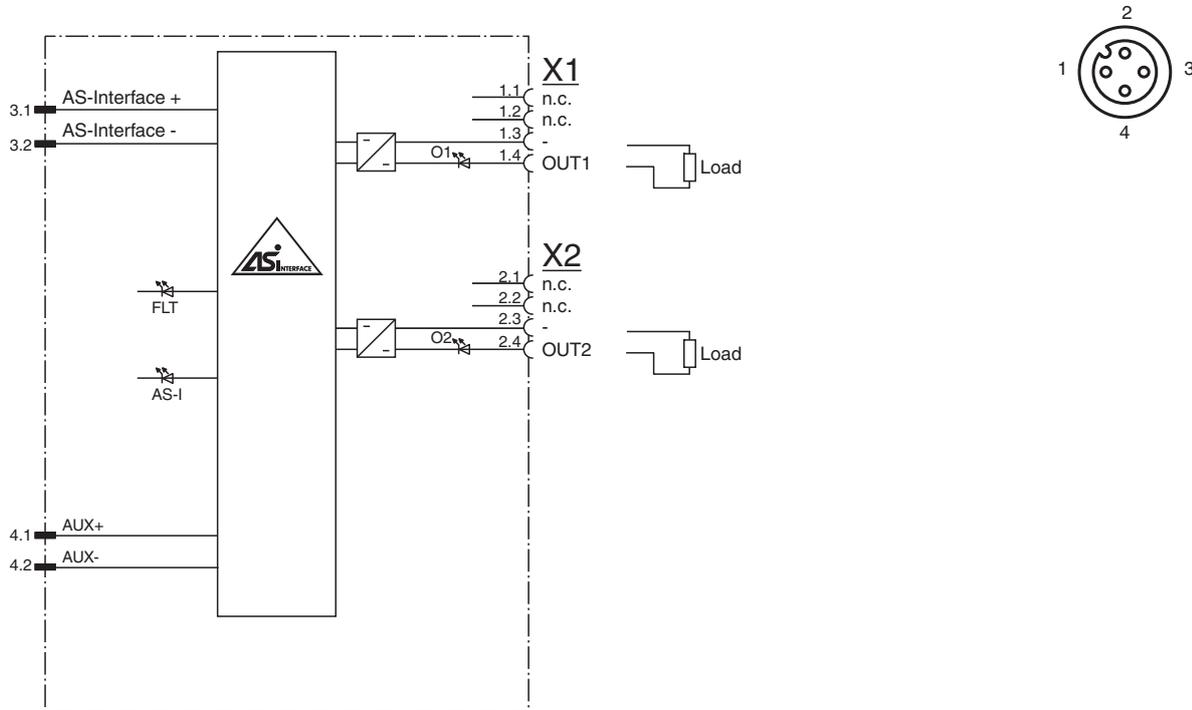 X1
1.1 n.c.
1.2 n.c.
1.3 -
O1 1.4 OUT1
Load
3.1 AS-Interface +
3.2 AS-Interface -
ASi INTERFACE
X2
2.1 n.c.
2.2 n.c.
2.3 -
O2 2.4 OUT2
Load
FLT
AS-I
4.1 AUX+
4.2 AUX-
2
1 3
4